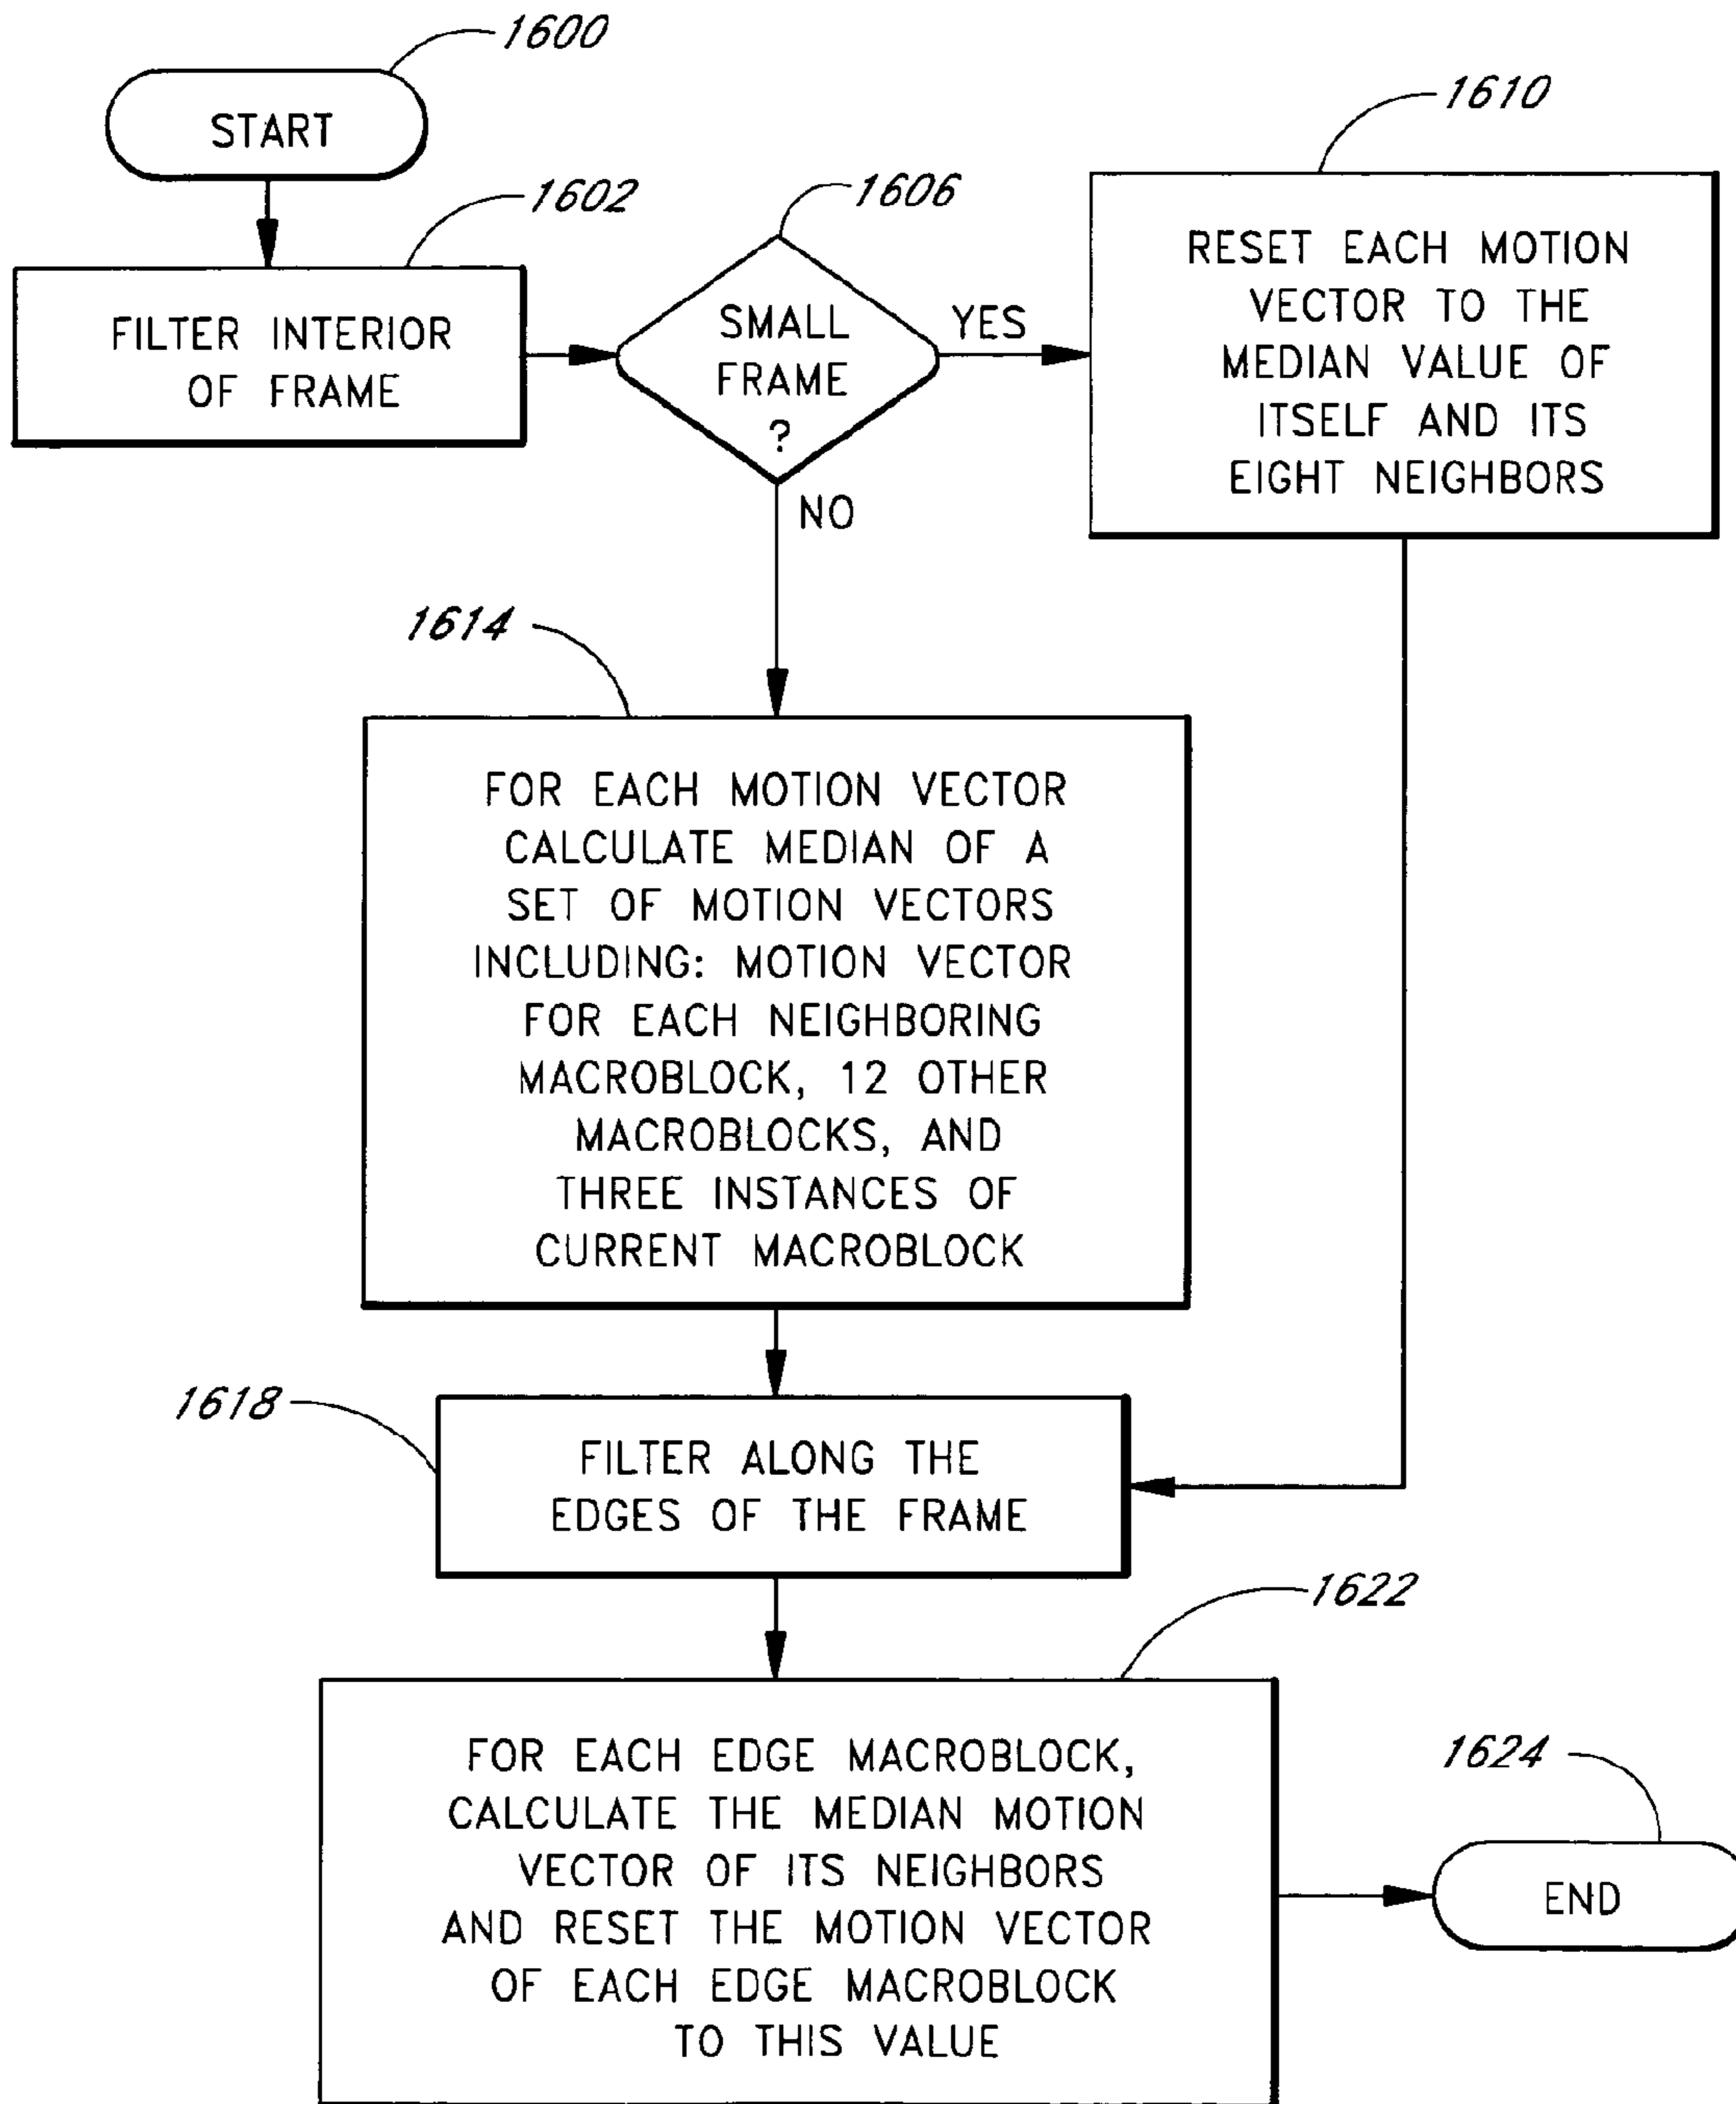 1600
START
1602
FILTER INTERIOR
OF FRAME
1606
SMALL
FRAME
?
YES
NO
1610
RESET EACH MOTION
VECTOR TO THE
MEDIAN VALUE OF
ITSELF AND ITS
EIGHT NEIGHBORS
1614
FOR EACH MOTION VECTOR
CALCULATE MEDIAN OF A
SET OF MOTION VECTORS
INCLUDING: MOTION VECTOR
FOR EACH NEIGHBORING
MACROBLOCK, 12 OTHER
MACROBLOCKS, AND
THREE INSTANCES OF
CURRENT MACROBLOCK
1618
FILTER ALONG THE
EDGES OF THE FRAME
1622
FOR EACH EDGE MACROBLOCK,
CALCULATE THE MEDIAN MOTION
VECTOR OF ITS NEIGHBORS
AND RESET THE MOTION VECTOR
OF EACH EDGE MACROBLOCK
TO THIS VALUE
1624
END